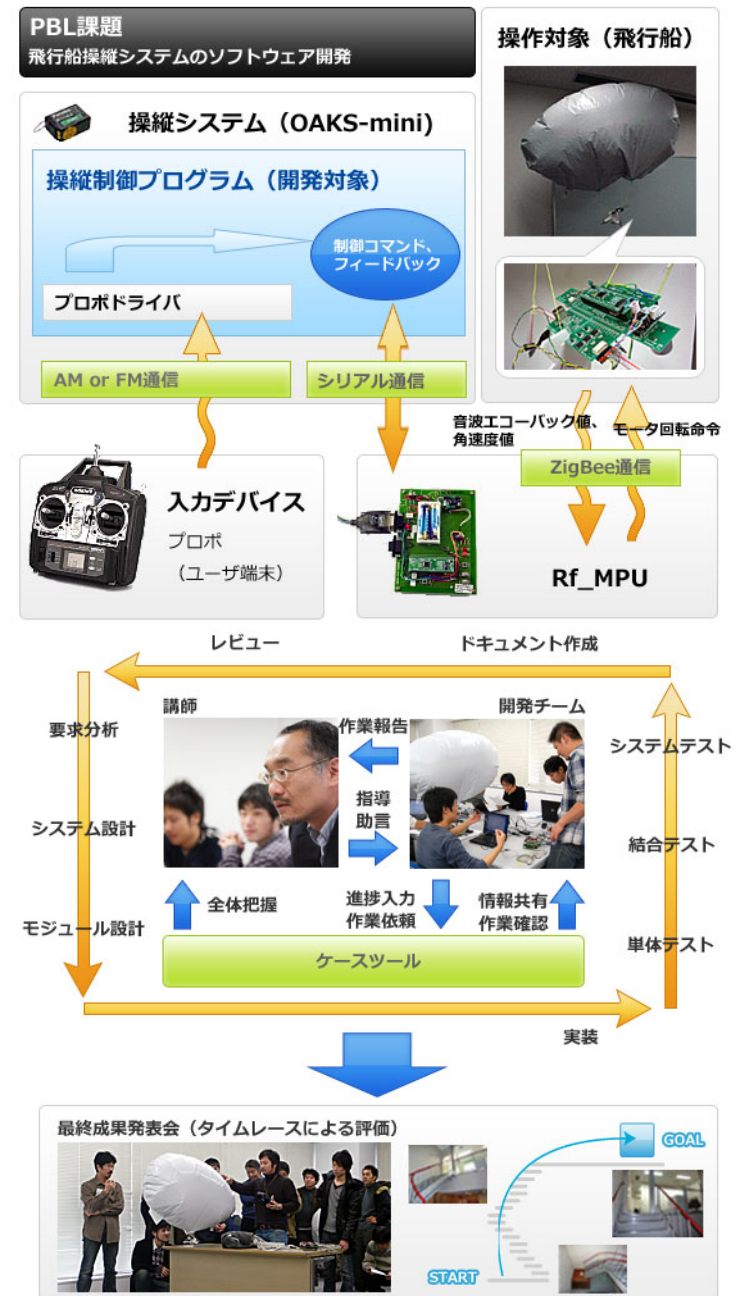 PBL課題
飛行船操縦システムのソフトウェア開発
操作対象（飛行船）
操縦システム（OAKS-mini)
操縦制御プログラム（開発対象）
制御コマンド、
フィードバック
プロポドライバ
AM or FM通信
シリアル通信
音波エコーバック値、
角速度値
モータ回転命令
ZigBee通信
入力デバイス
プロポ
（ユーザ端末）
Rf_MPU
レビュー
ドキュメント作成
講師
開発チーム
要求分析
作業報告
システムテスト
指導
助言
システム設計
結合テスト
全体把握
進捗入力
作業依頼
情報共有
作業確認
モジュール設計
単体テスト
ケースツール
実装
最終成果発表会（タイムレースによる評価）
GOAL
START